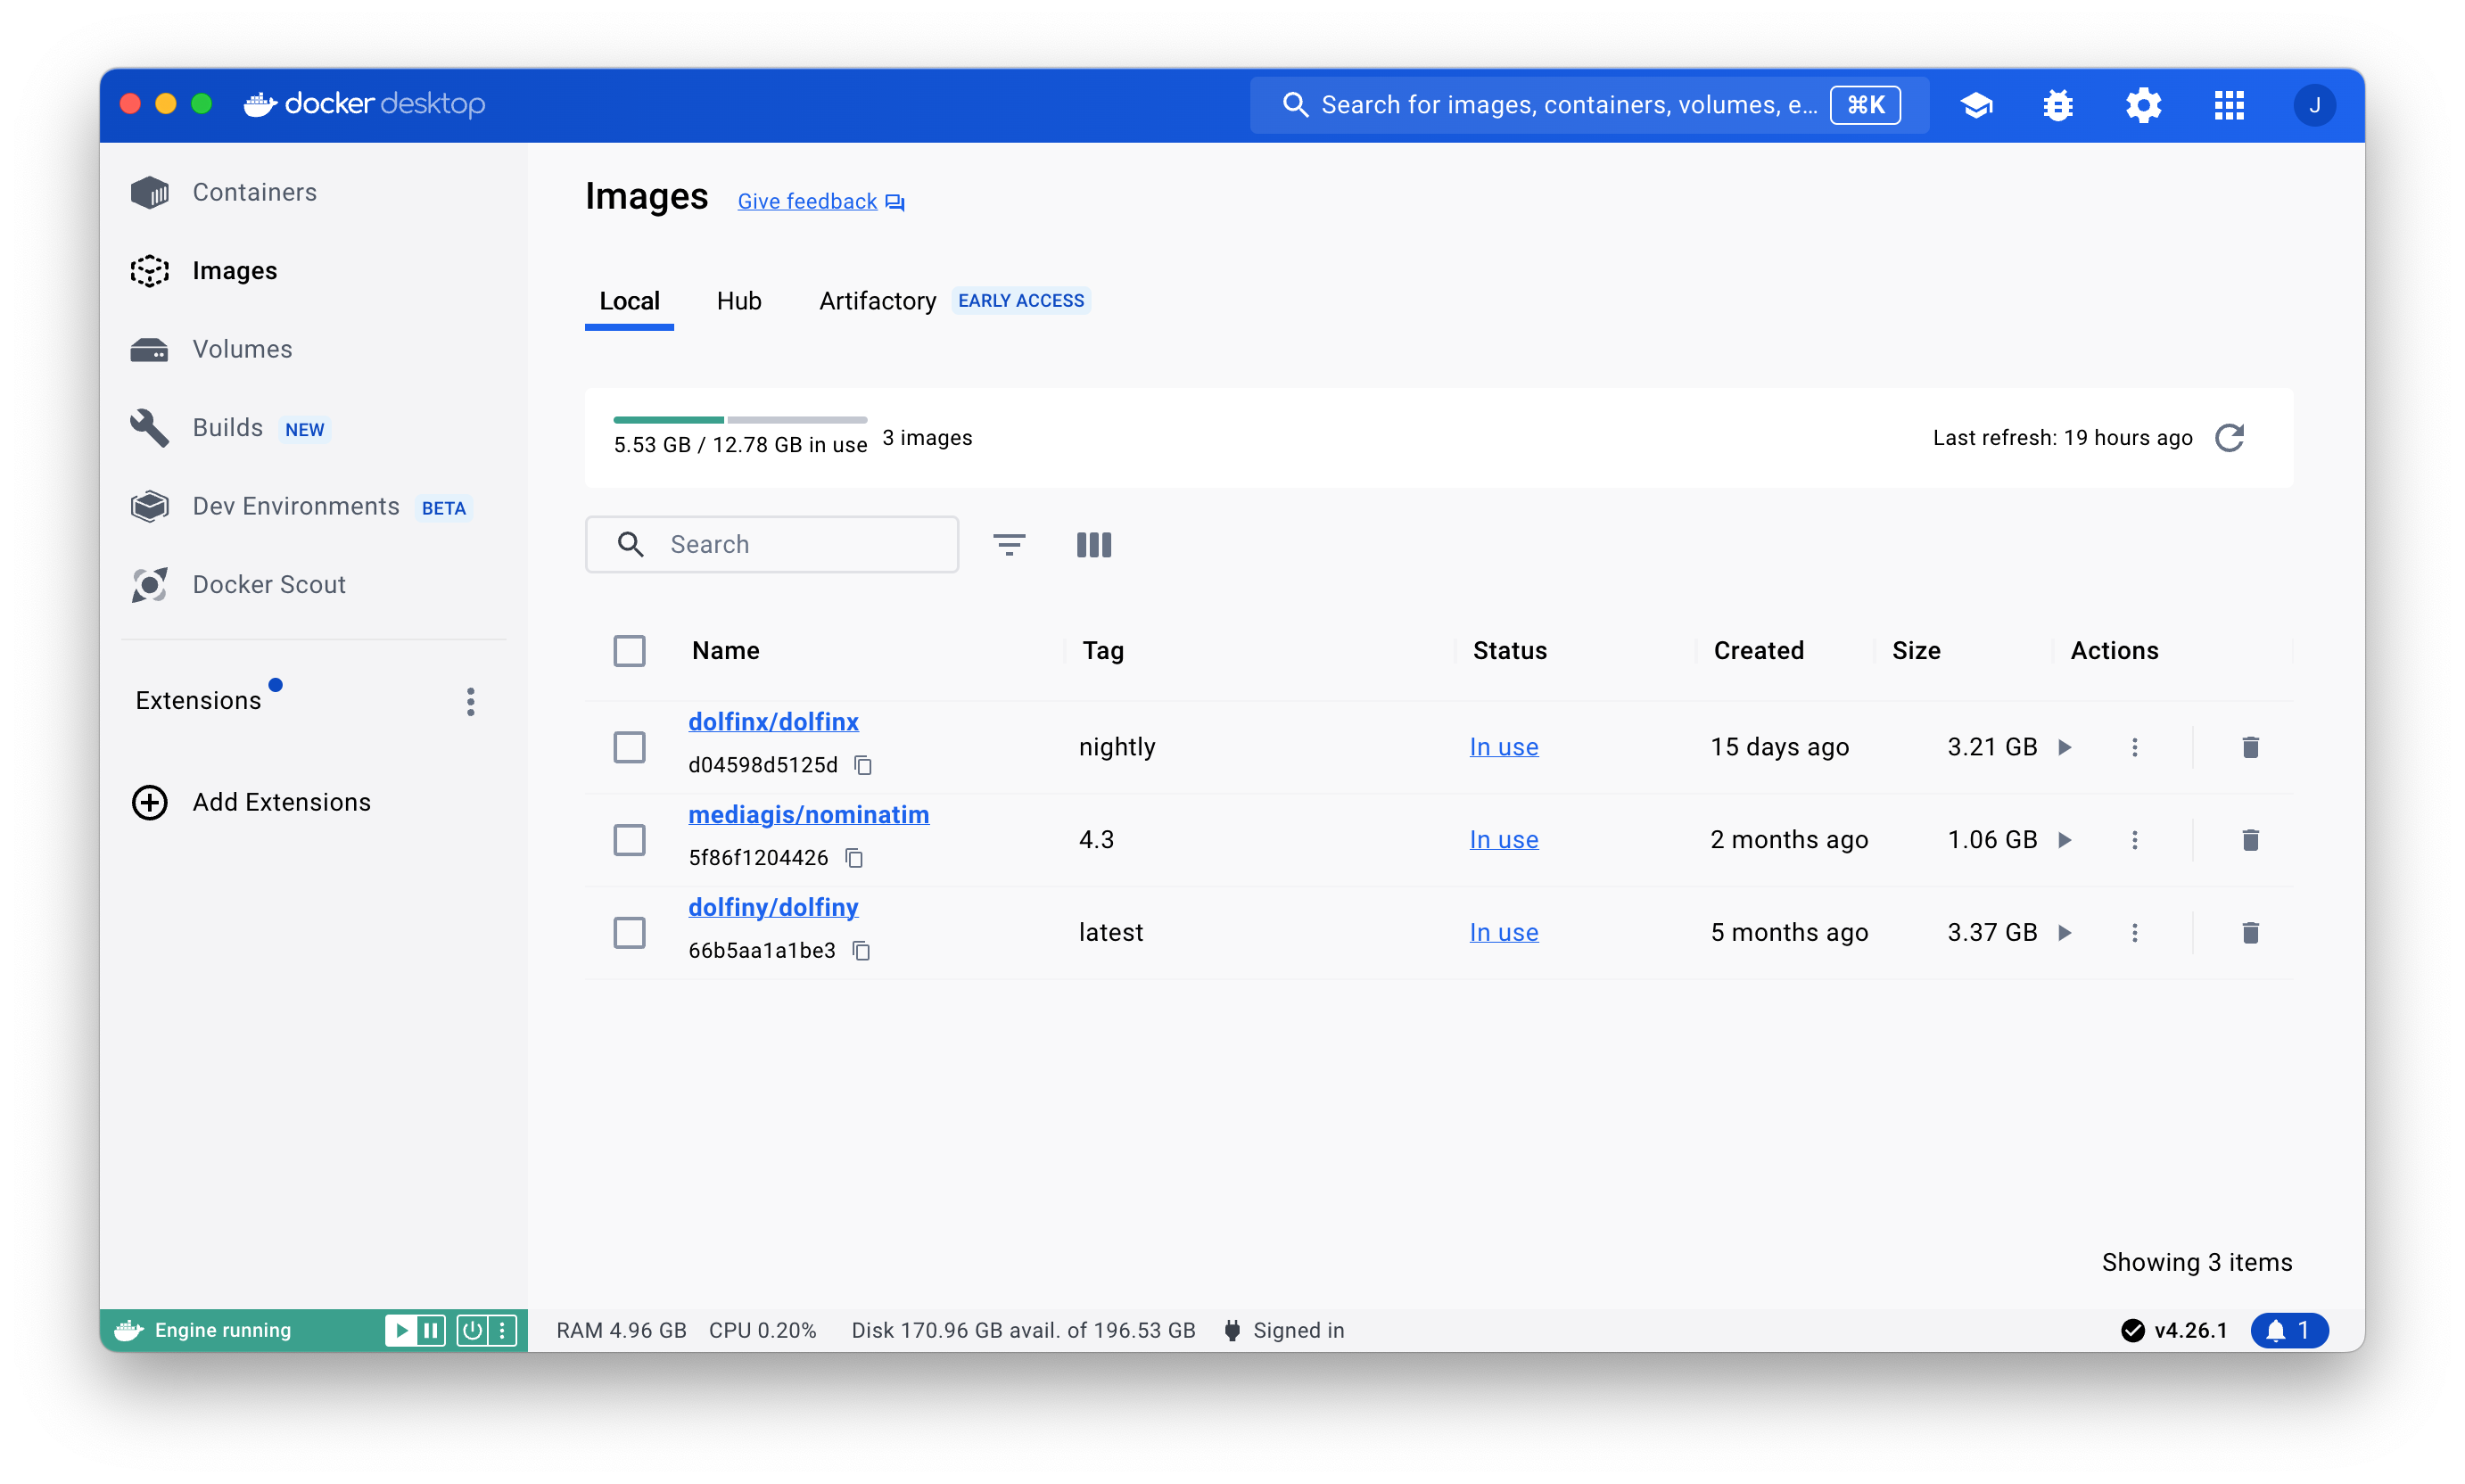 docker desktop
Search for images, containers, volumes, e... ⌘K
J
Containers
Images
Volumes
Builds NEW
Dev Environments BETA
Docker Scout
Extensions
Add Extensions
Images Give feedback
Local Hub Artifactory EARLY ACCESS
5.53 GB / 12.78 GB in use 3 images Last refresh: 19 hours ago
Search
Name Tag Status Created Size Actions
dolfinx/dolfinx
d04598d5125d nightly In use 15 days ago 3.21 GB
mediagis/nominatim
5f86f1204426 4.3 In use 2 months ago 1.06 GB
dolfiny/dolfiny
66b5aa1a1be3 latest In use 5 months ago 3.37 GB
Showing 3 items
Engine running RAM 4.96 GB CPU 0.20% Disk 170.96 GB avail. of 196.53 GB Signed in v4.26.1 1